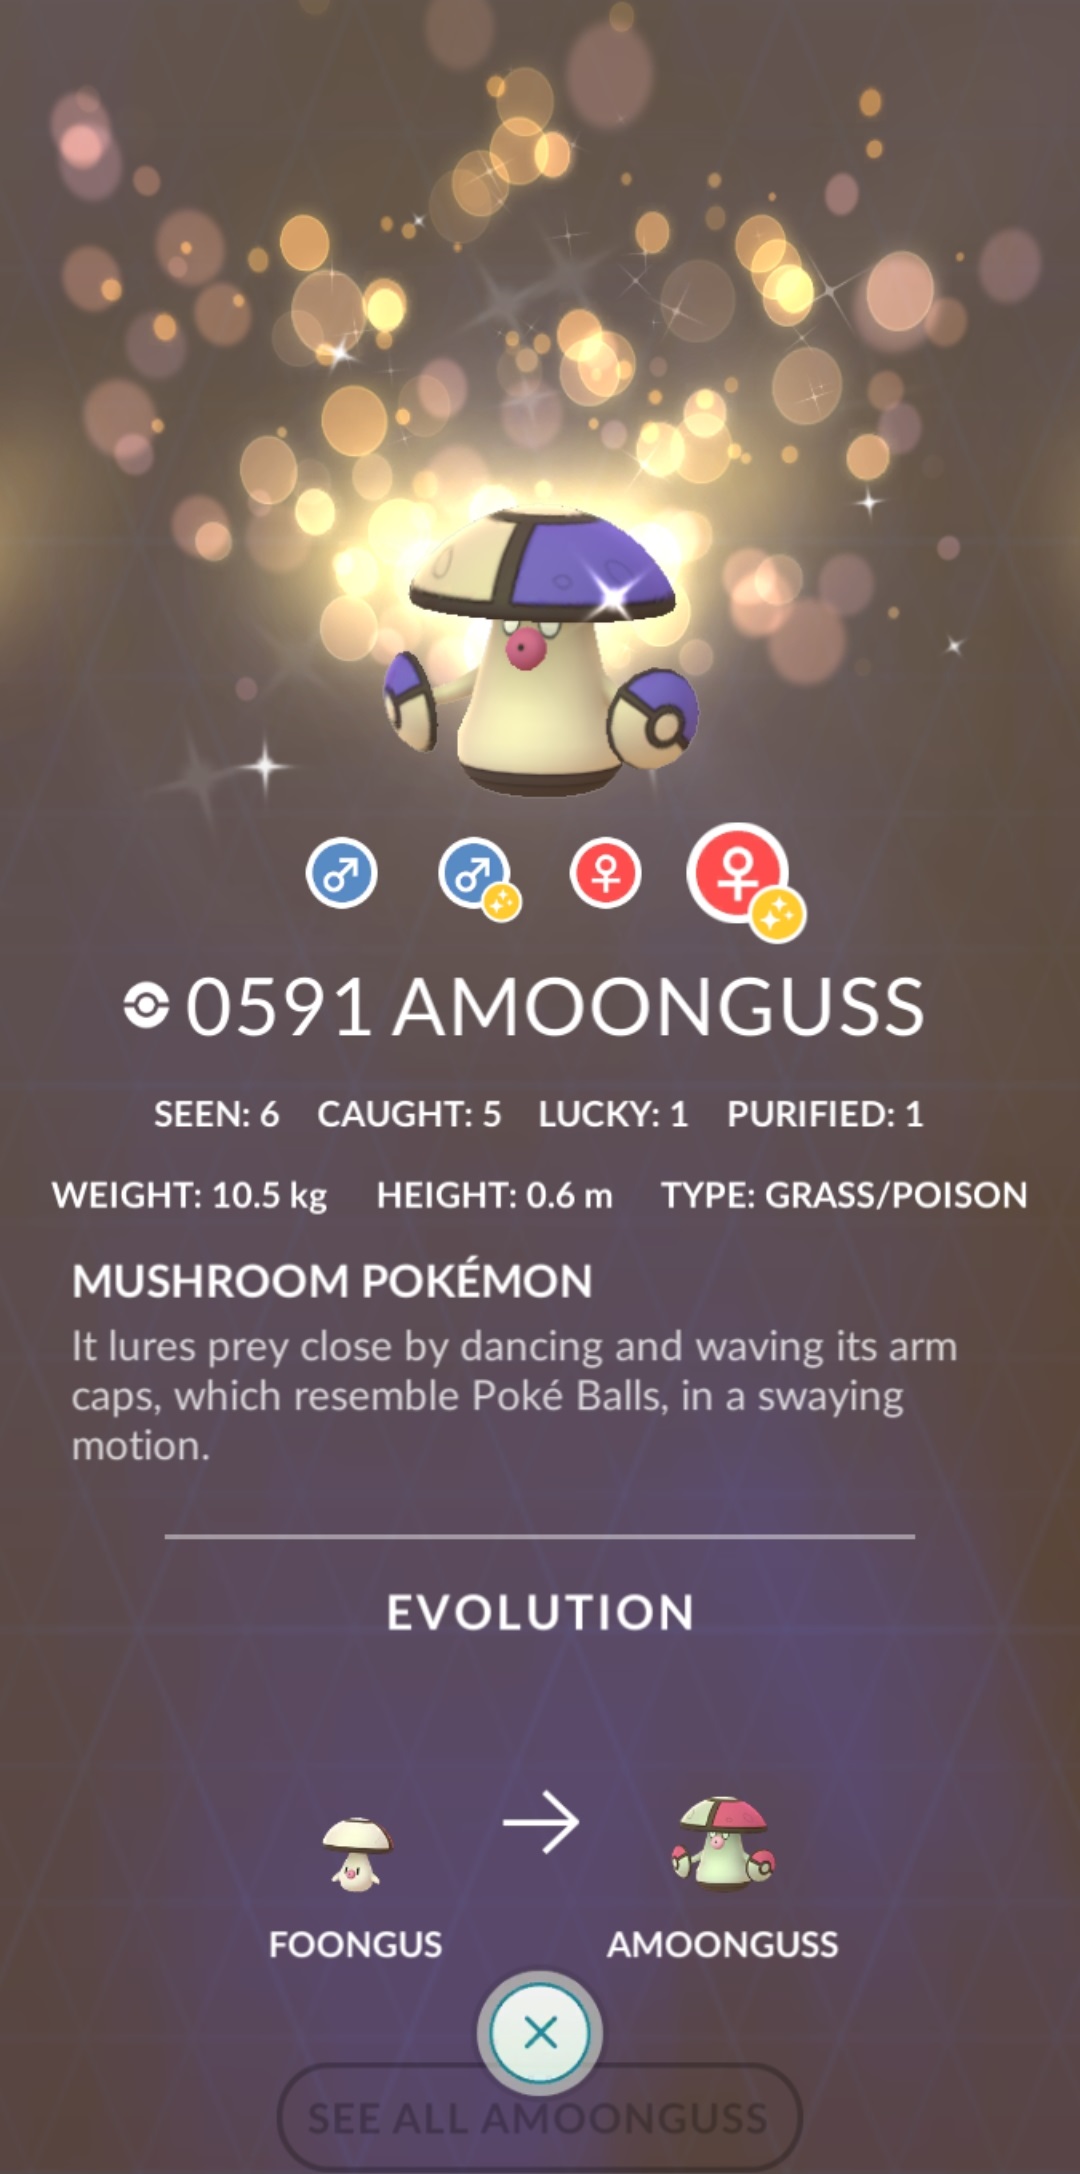 0591 AMOONGUSS
SEEN: 6 CAUGHT: 5 LUCKY: 1 PURIFIED: 1
WEIGHT: 10.5 kg HEIGHT: 0.6 m TYPE: GRASS/POISON
MUSHROOM POKÉMON
It lures prey close by dancing and waving its arm
caps, which resemble Poké Balls, in a swaying
motion.
EVOLUTION
FOONGUS AMOONGUSS
SEE ALL AMOONGUSS